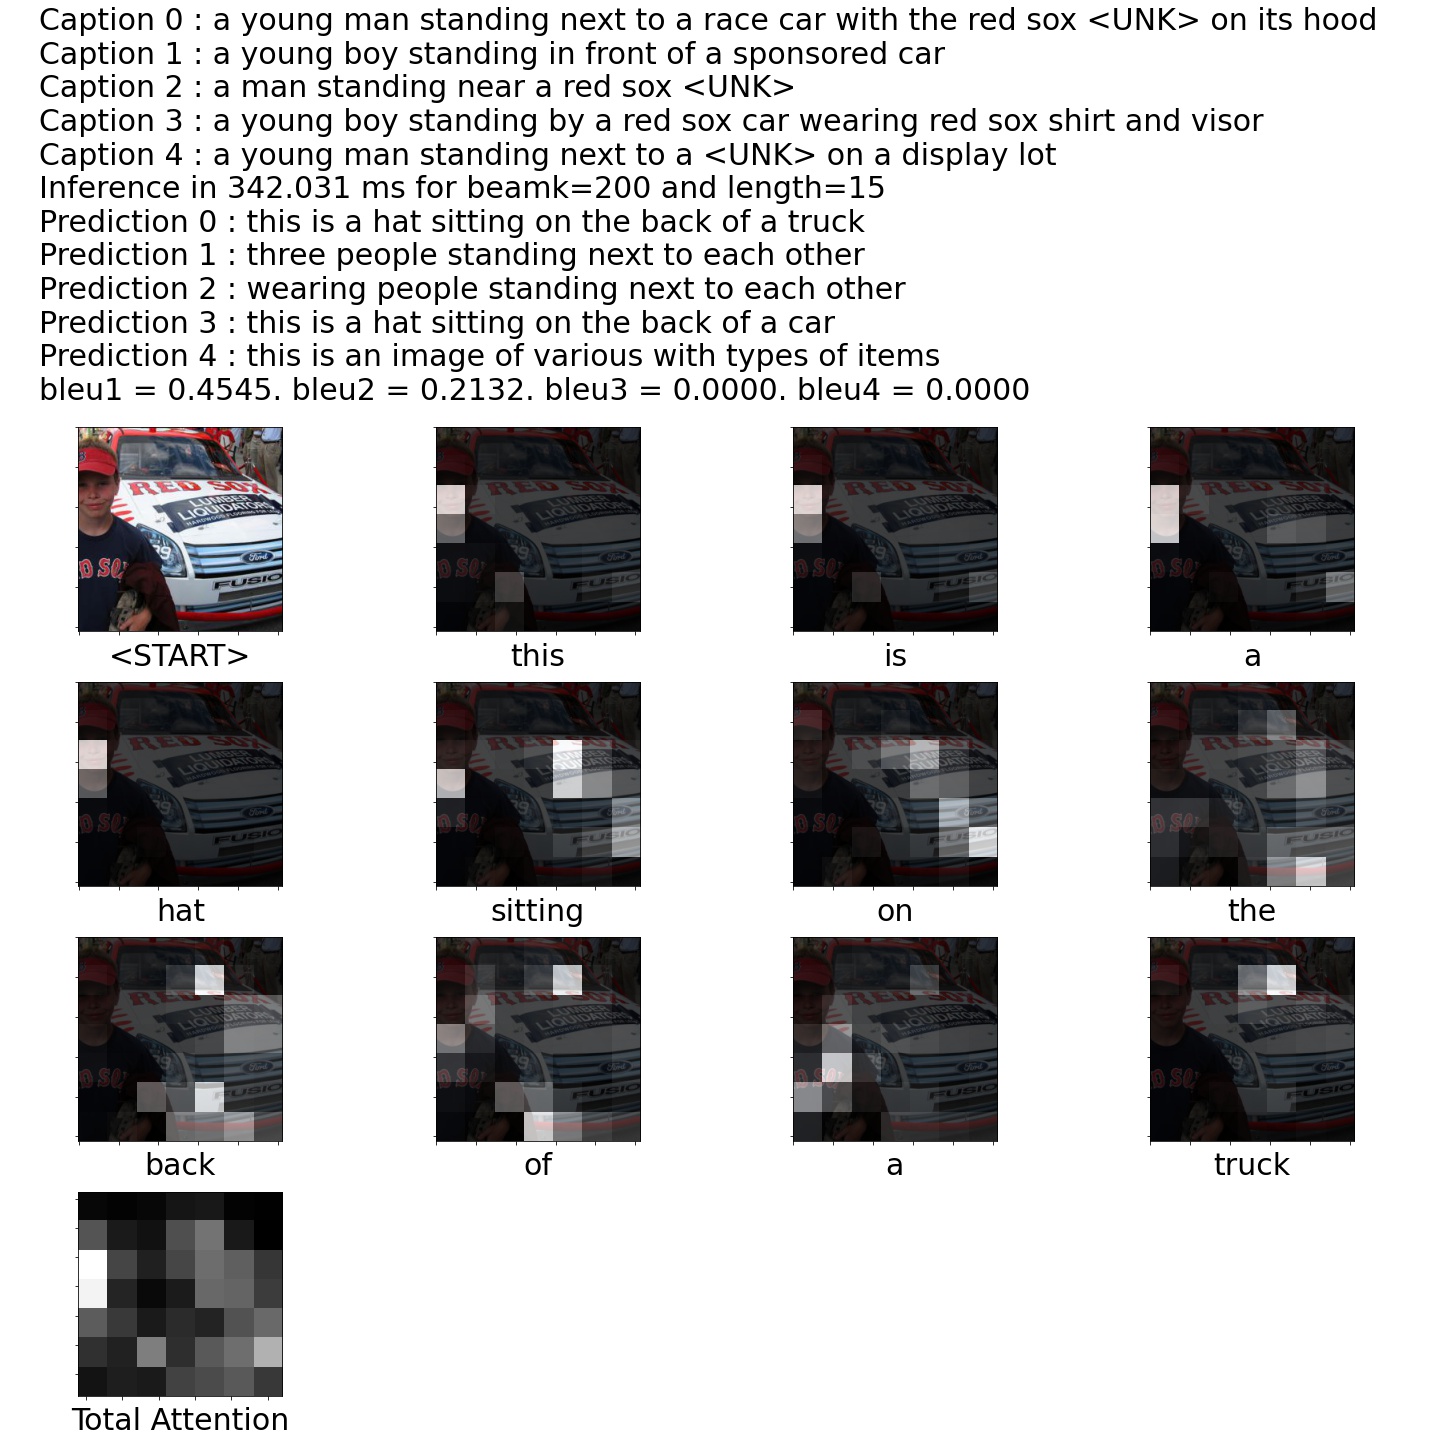 Caption 0 : a young man standing next to a race car with the red sox <UNK> on its hood
Caption 1 : a young boy standing in front of a sponsored car
Caption 2 : a man standing near a red sox <UNK>
Caption 3 : a young boy standing by a red sox car wearing red sox shirt and visor
Caption 4 : a young man standing next to a <UNK> on a display lot
Inference in 342.031 ms for beamk=200 and length=15
Prediction 0 : this is a hat sitting on the back of a truck
Prediction 1 : three people standing next to each other
Prediction 2 : wearing people standing next to each other
Prediction 3 : this is a hat sitting on the back of a car
Prediction 4 : this is an image of various with types of items
bleu1 = 0.4545. bleu2 = 0.2132. bleu3 = 0.0000. bleu4 = 0.0000
RED SOX
LUMBER
LIQUIDATORS
HARDWOOD FLOORING FOR LESS
Ford
FUSIO
D SO
<START>
this
is
a
hat
sitting
on
the
back
of
a
truck
Total Attention